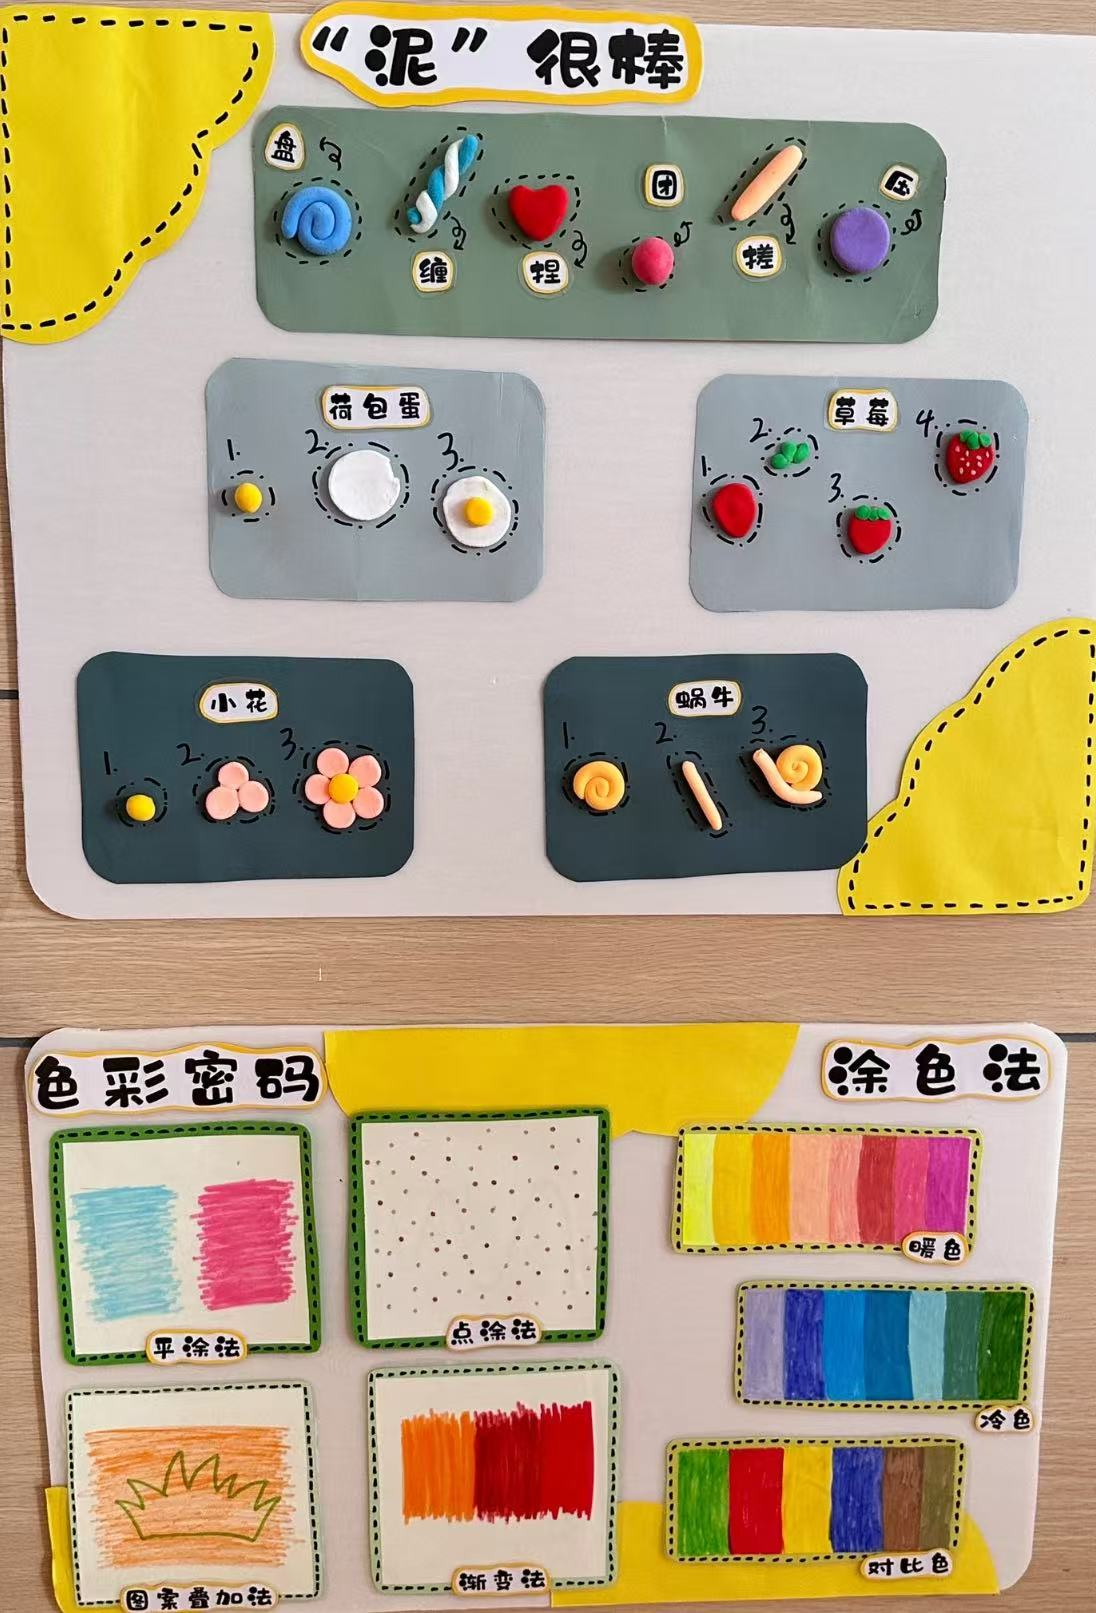 “泥”很棒
盘
缠
捏
团
搓
压
荷包蛋
1.
2.
3.
草莓
1.
2.
3.
4.
小花
1.
2.
3.
蜗牛
1.
2.
3.
色彩密码
涂色法
平涂法
点涂法
图案叠加法
渐变法
暖色
冷色
对比色